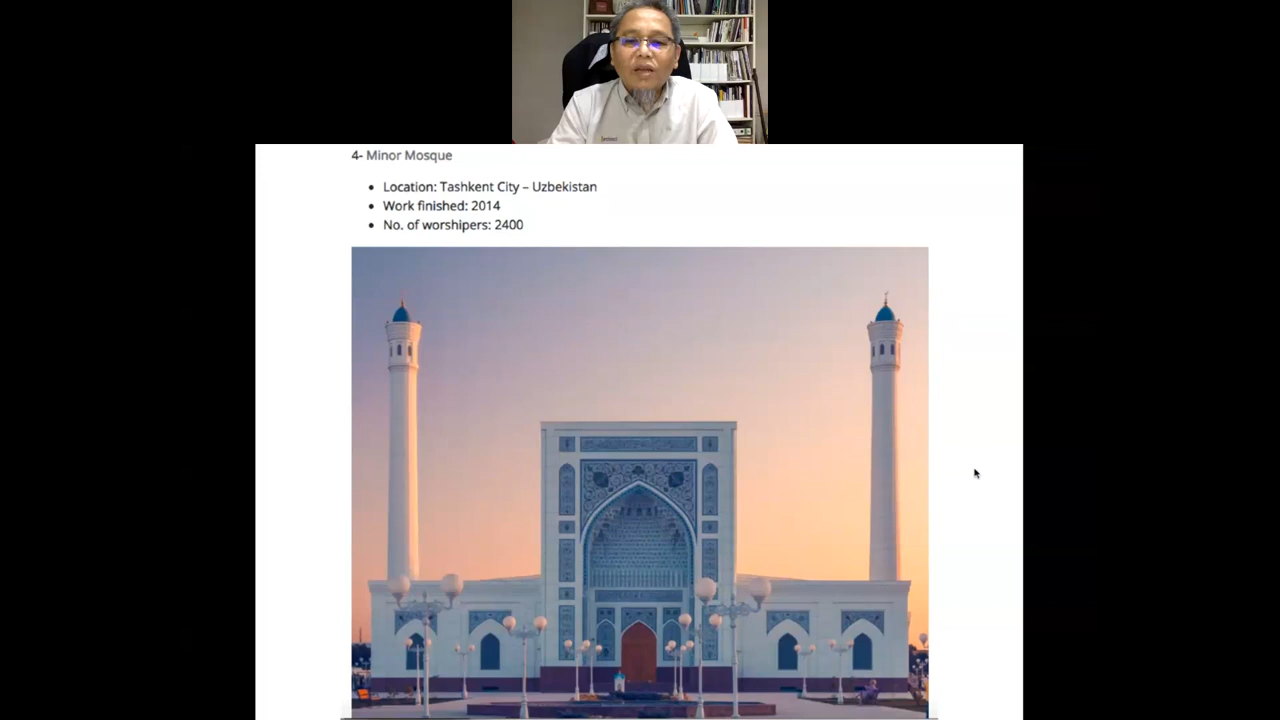 4- Minor Mosque
• Location: Tashkent City – Uzbekistan
• Work finished: 2014
• No. of worshipers: 2400